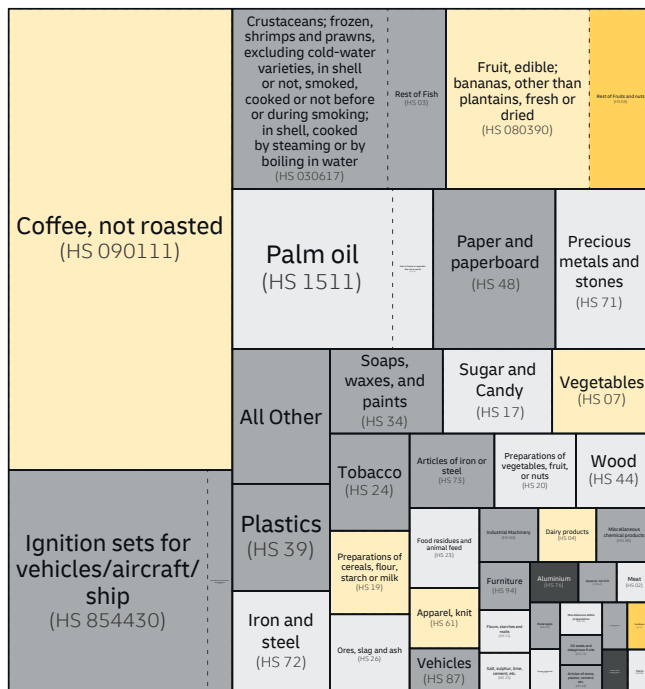 Crustaceans; frozen,
shrimps and prawns,
excluding cold-water
varieties, in shell
or not, smoked,
cooked or not before
or during smoking;
in shell, cooked
by steaming or by
boiling in water
(HS 030617)
Rest of Fish
(HS 03)
Fruit, edible;
bananas, other than
plantains, fresh or
dried
(HS 080390)
Rest of Fruits and nuts
(HS 08)
Coffee, not roasted
(HS 090111)
Palm oil
(HS 1511)
Paper and
paperboard
(HS 48)
Precious
metals and
stones
(HS 71)
All Other
Soaps,
waxes, and
paints
(HS 34)
Sugar and
Candy
(HS 17)
Vegetables
(HS 07)
Tobacco
(HS 24)
Articles of iron or
steel
(HS 73)
Preparations of
vegetables, fruit,
or nuts
(HS 20)
Wood
(HS 44)
Ignition sets for
vehicles/aircraft/
ship
(HS 854430)
Plastics
(HS 39)
Preparations of
cereals, flour,
starch or milk
(HS 19)
Food residues and
animal feed
(HS 23)
Industrial Machinery
Dairy products
(HS 04)
Miscellaneous
chemical products
Furniture
(HS 94)
Aluminium
(HS 76)
Meat
(HS 02)
Iron and
steel
(HS 72)
Ores, slag and ash
(HS 26)
Apparel, knit
(HS 61)
Vehicles
(HS 87)
Flours, starches and
malts
Salt, sulphur, lime,
cement, etc.